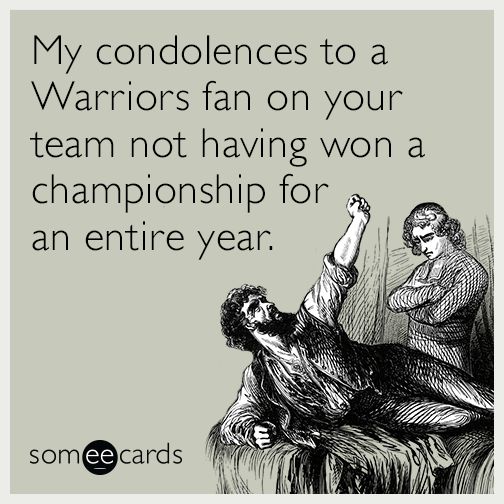 My condolences to a
Warriors fan on your
team not having won a
championship for
an entire year.
someecards